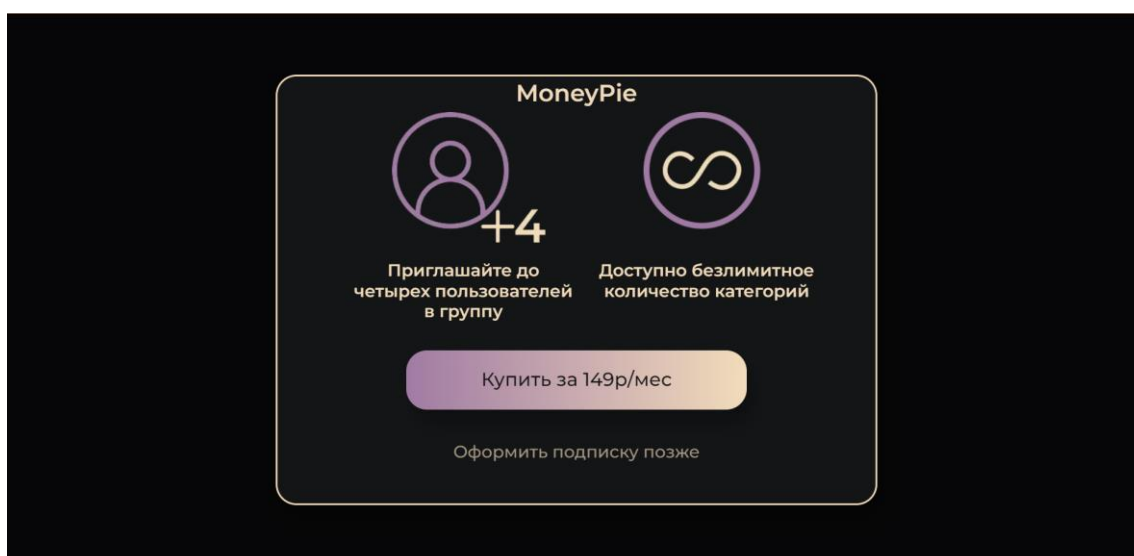 MoneyPie
+4
Приглашайте до
четырех пользователей
в группу
Доступно безлимитное
количество категорий
Купить за 149р/мес
Оформить подписку позже